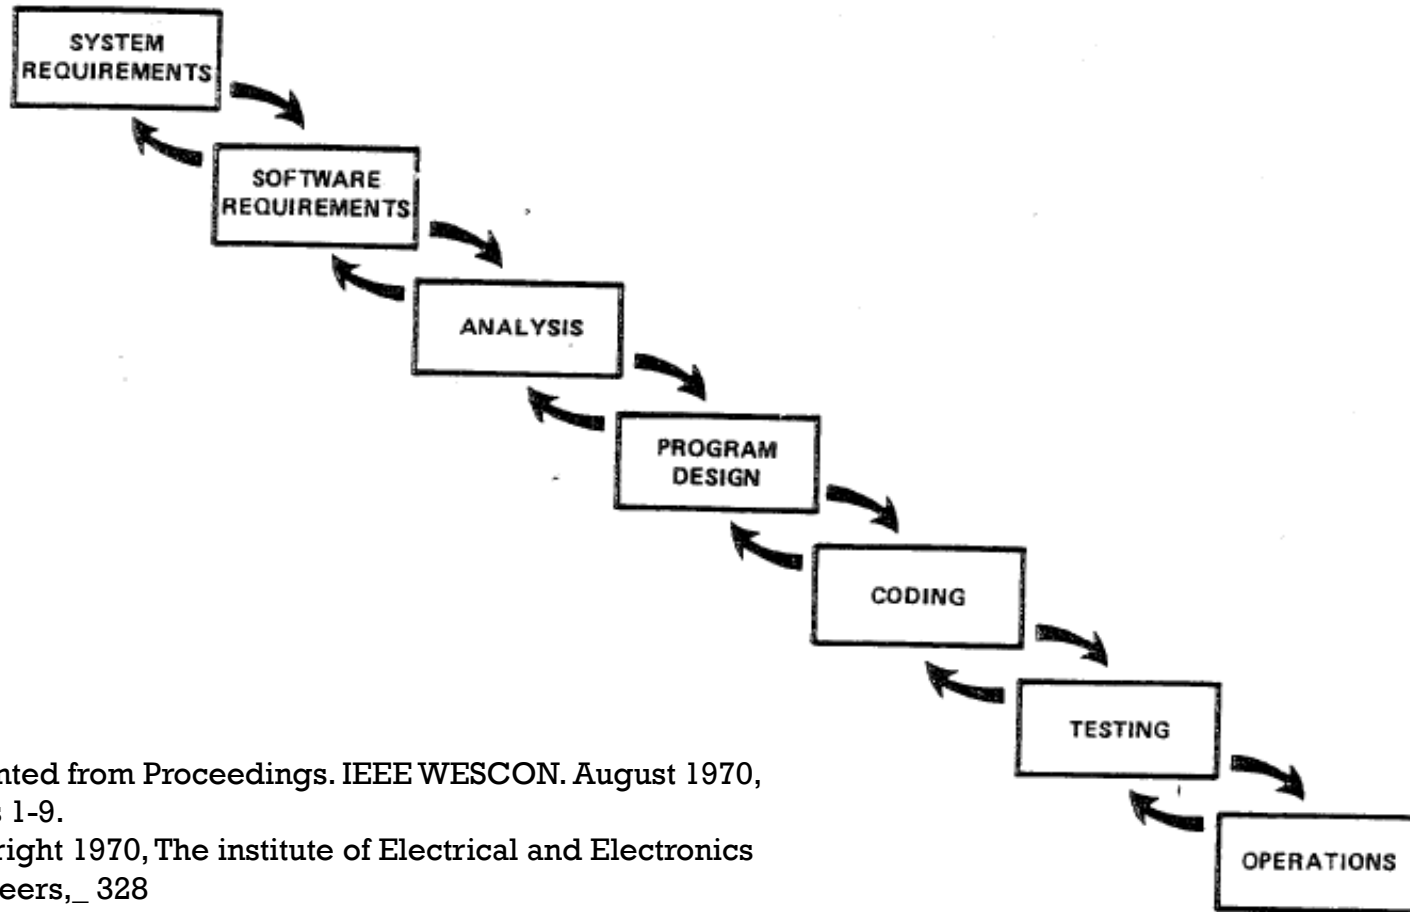 SYSTEM
REQUIREMENTS
SOFTWARE
REQUIREMENTS
ANALYSIS
PROGRAM
DESIGN
CODING
TESTING
OPERATIONS
nted from Proceedings. IEEE WESCON. August 1970,
s 1-9.
right 1970, The institute of Electrical and Electronics
eers,_ 328